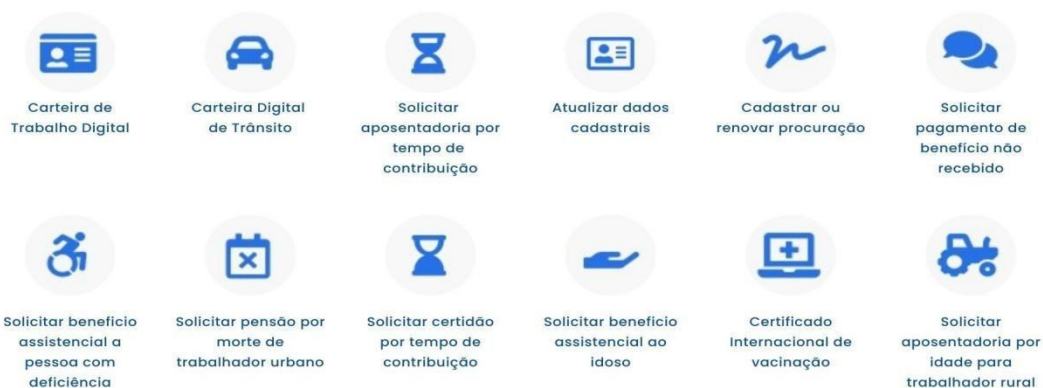 Carteira de
Trabalho Digital
Carteira Digital
de Trânsito
Solicitar
aposentadoria por
tempo de
contribuição
Atualizar dados
cadastrais
Cadastrar ou
renovar procuração
Solicitar
pagamento de
benefício não
recebido
Solicitar benefício
assistencial a
pessoa com
deficiência
Solicitar pensão por
morte de
trabalhador urbano
Solicitar certidão
por tempo de
contribuição
Solicitar benefício
assistencial ao
idoso
Certificado
Internacional de
vacinação
Solicitar
aposentadoria por
idade para
trabalhador rural